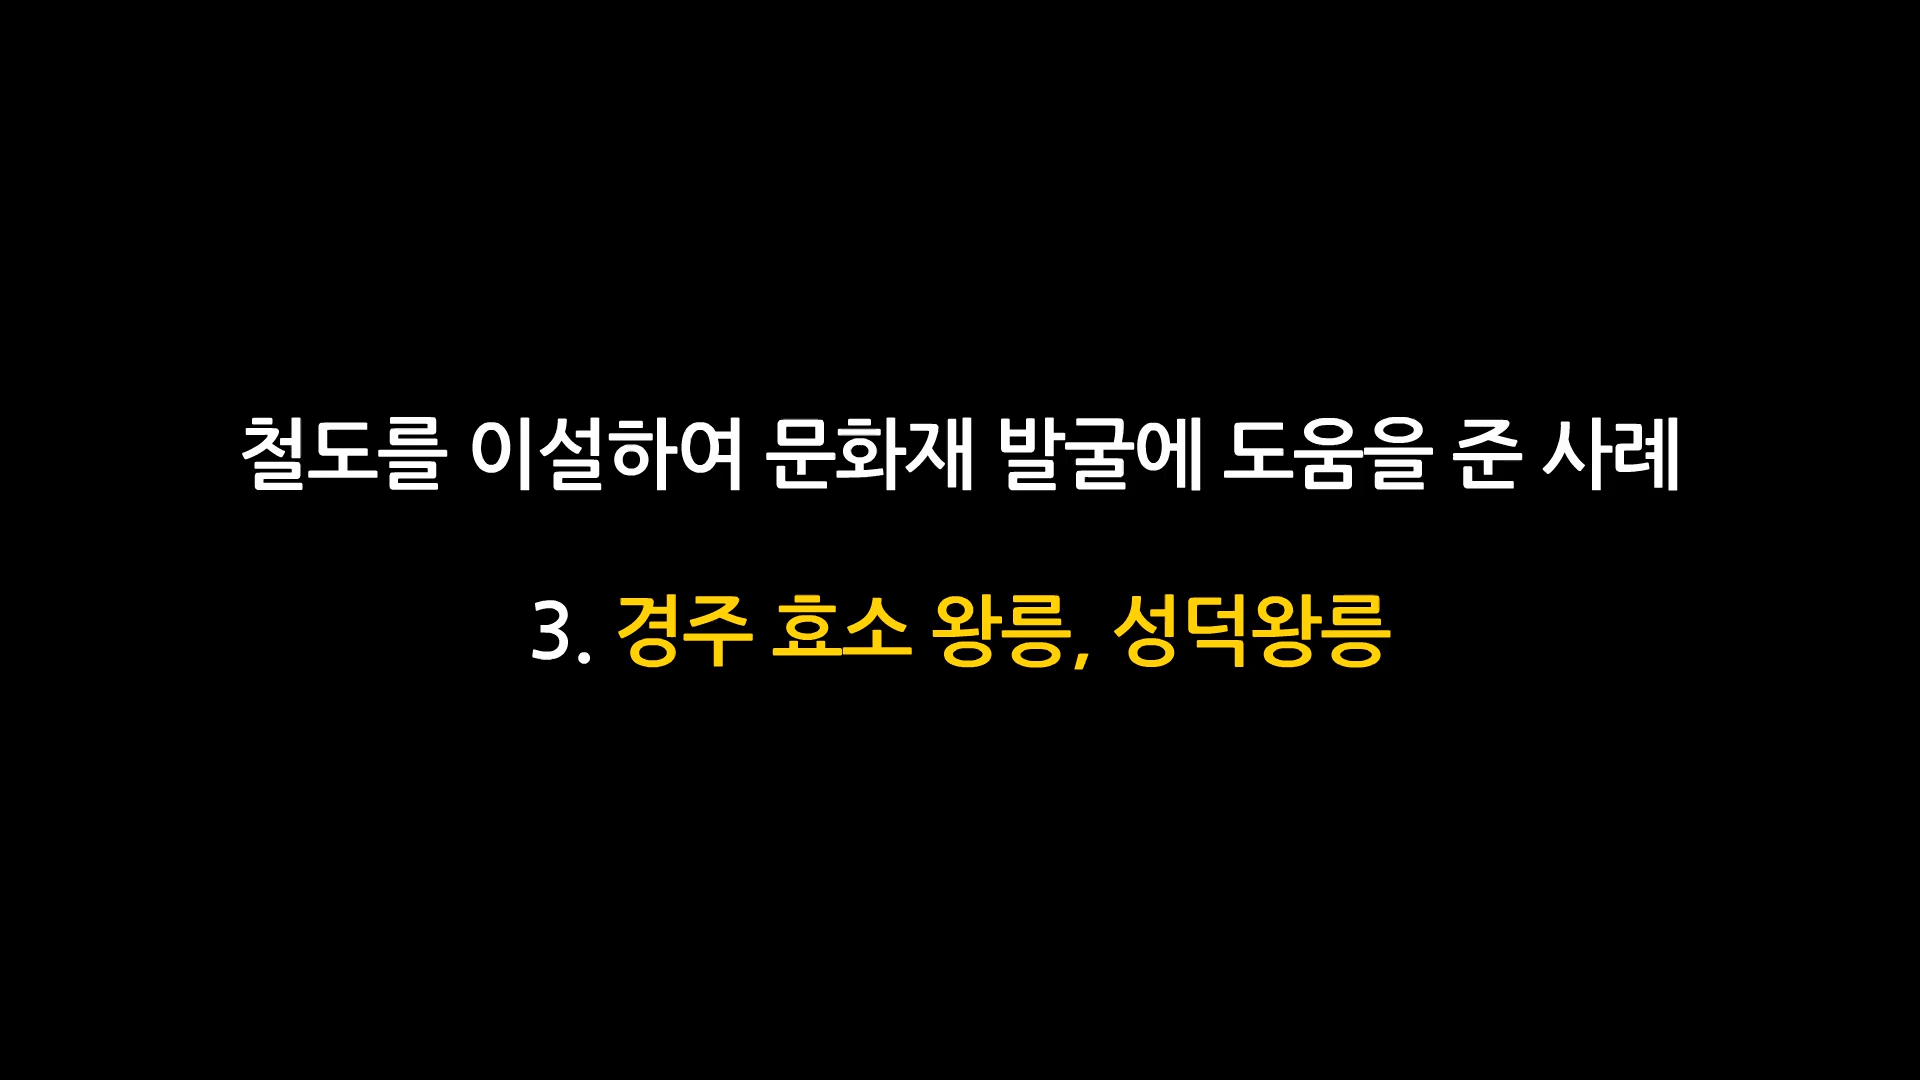 철도를 이설하여 문화재 발굴에 도움을 준 사례
3. 경주 효소 왕릉, 성덕왕릉